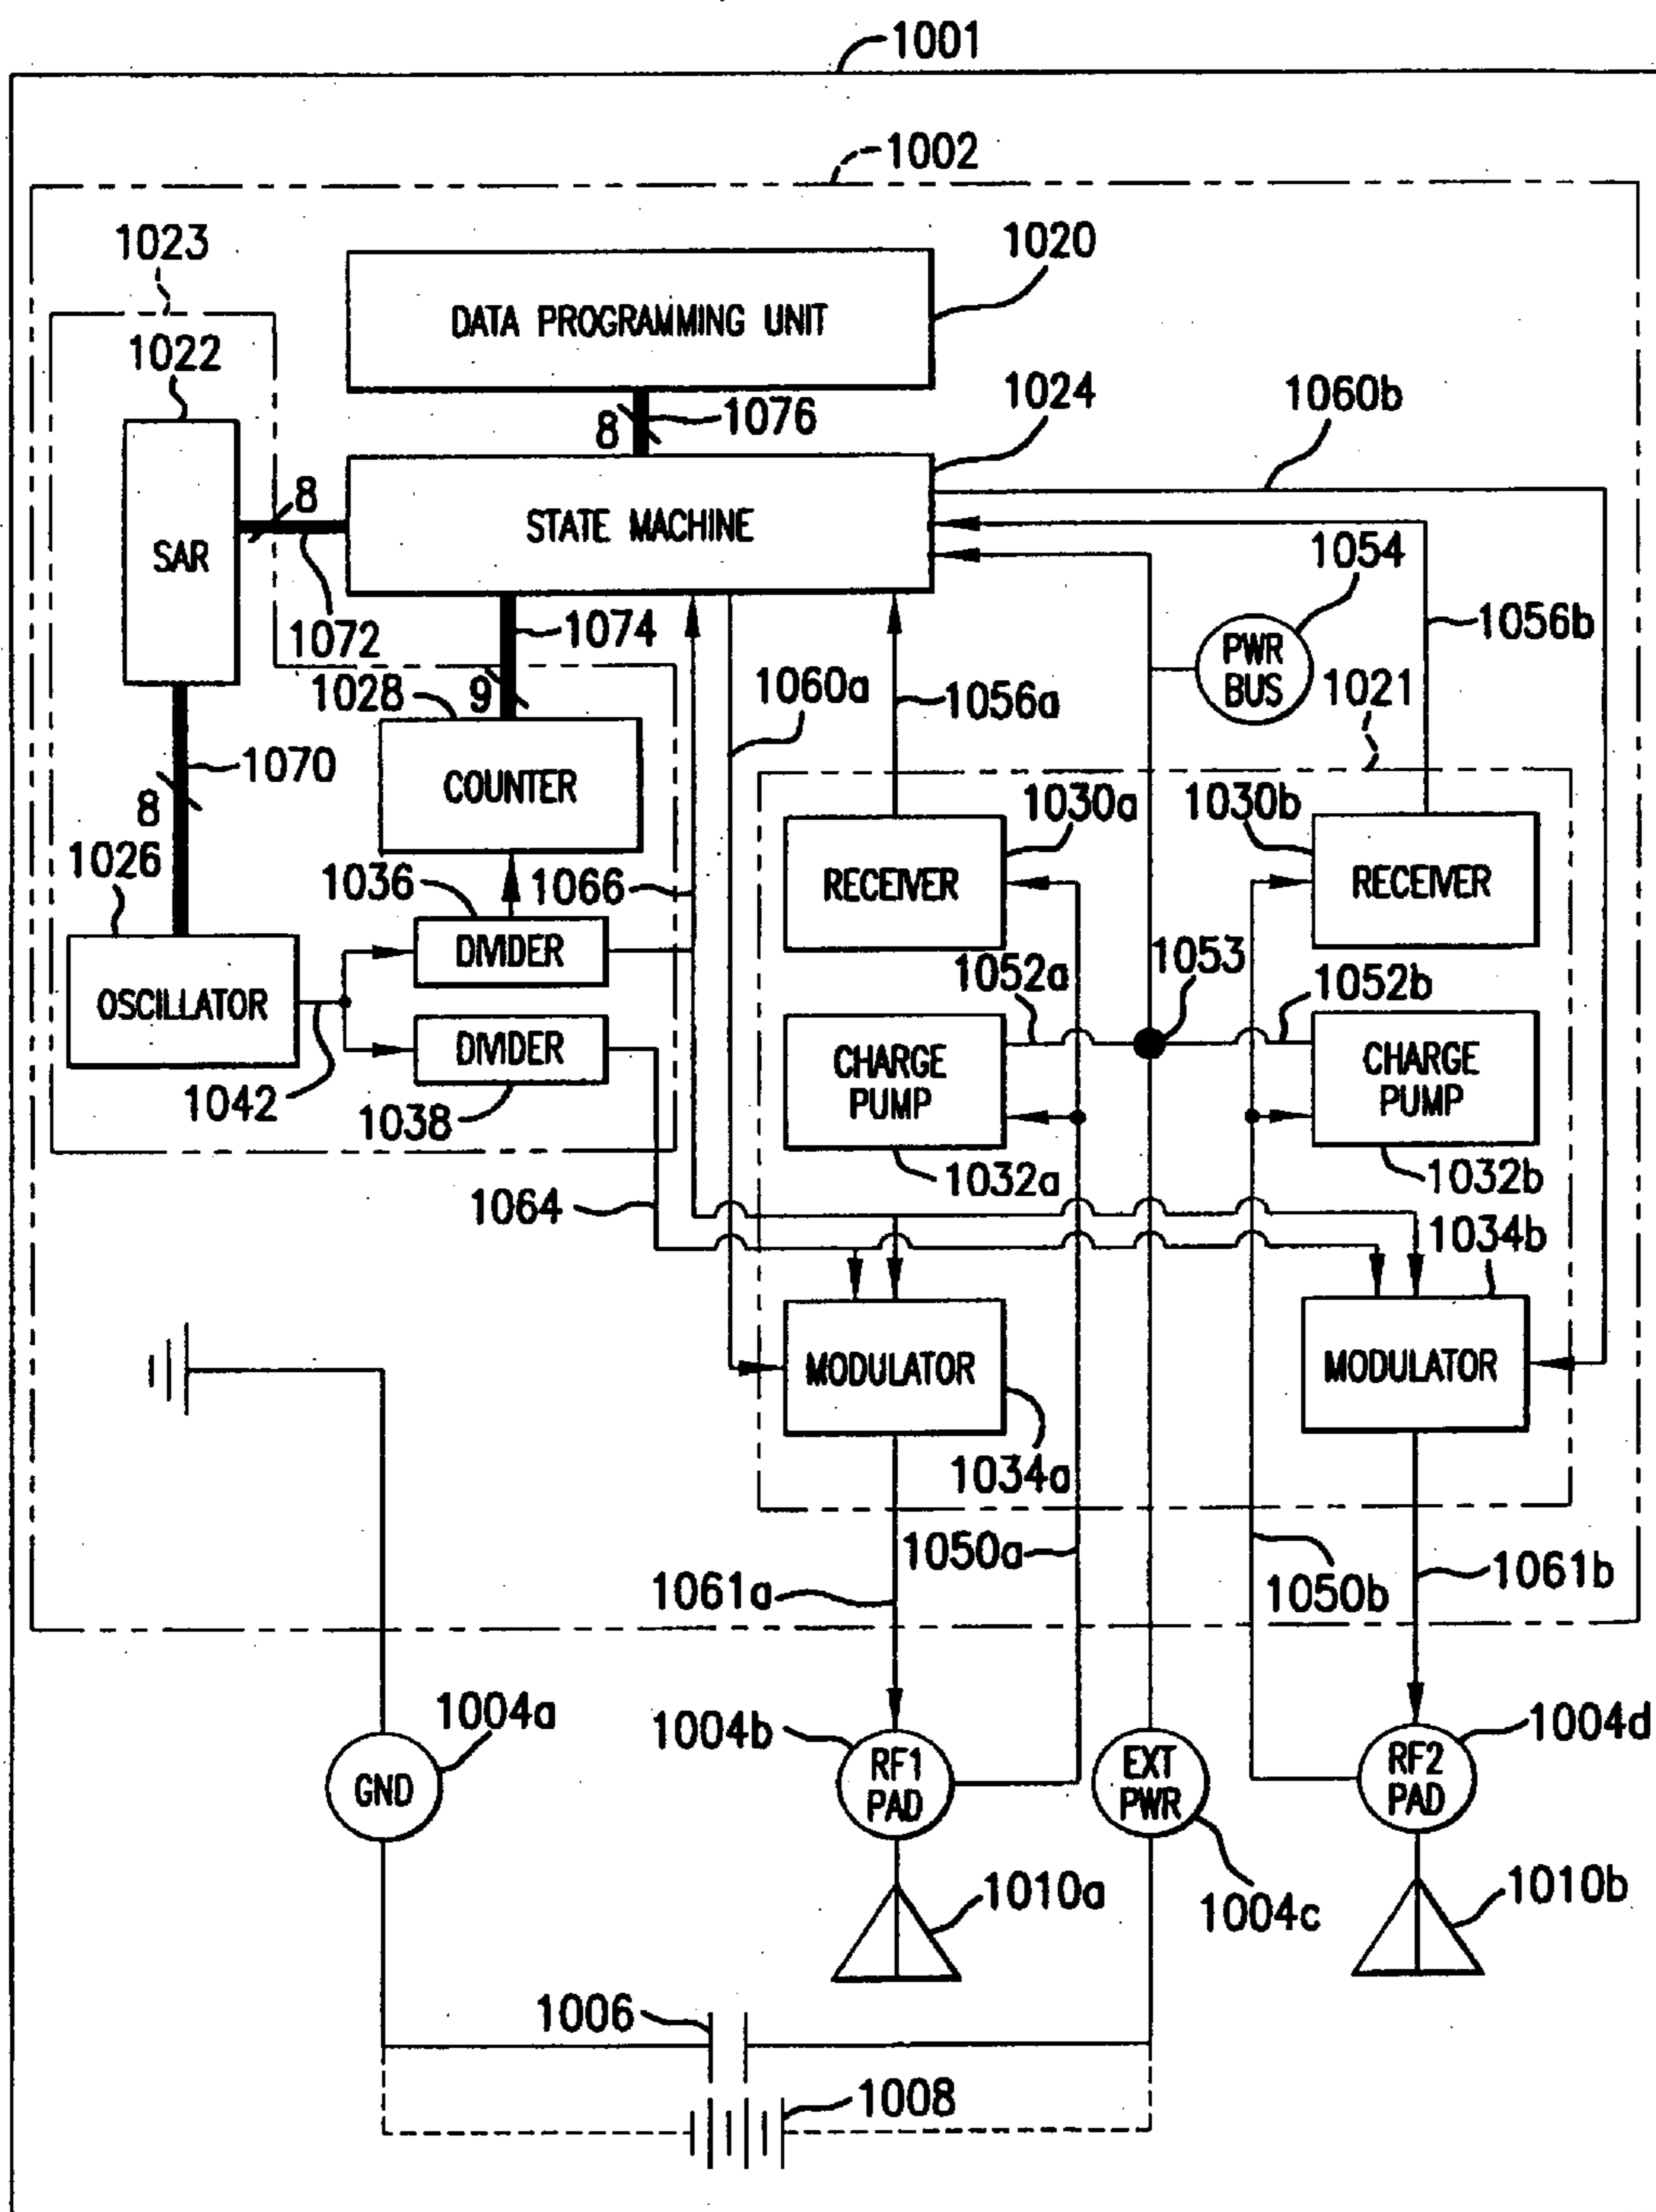 1001
1002
1023
1020
DATA PROGRAMMING UNIT
1022
1024
1060b
8
1076
SAR
8
STATE MACHINE
1054
1072
1074
1056b
PWR
BUS
1060a
1021
1028
9
1056a
1070
COUNTER
1030a
1030b
8
1026
1036
1066
RECEIVER
RECEIVER
DIVIDER
1052a
1053
1052b
OSCILLATOR
DIVIDER
CHARGE
PUMP
CHARGE
PUMP
1042
1038
1032a
1032b
1064
1034b
MODULATOR
MODULATOR
1034a
1050a
1061a
1050b
1061b
1004a
1004b
1004d
GND
RF1
PAD
EXT
PWR
RF2
PAD
1010a
1004c
1010b
1006
1008